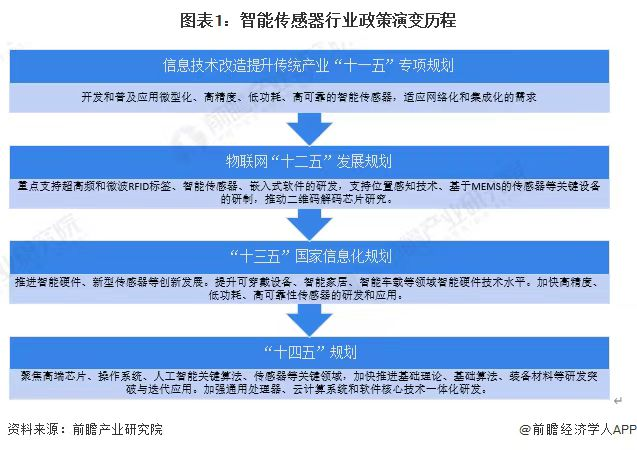 图表1：智能传感器行业政策演变历程
信息技术改造提升传统产业“十一五”专项规划
开发和普及应用微型化、高精度、低功耗、高可靠的智能传感器，适应网络化和集成化的需求
物联网“十二五”发展规划
重点支持超高频和微波RFID标签、智能传感器、嵌入式软件的研发，支持位置感知技术、基于MEMS的传感器等关键设备
的研制，推动二维码解码芯片研究。
“十三五”国家信息化规划
推进智能硬件、新型传感器等创新发展。提升可穿戴设备、智能家居、智能车载等领域智能硬件技术水平。加快高精度、
低功耗、高可靠性传感器的研发和应用。
“十四五”规划
聚焦高端芯片、操作系统、人工智能关键算法、传感器等关键领域，加快推进基础理论、基础算法、装备材料等研发突
破与迭代应用。加强通用处理器、云计算系统和软件核心技术一体化研发。
资料来源：前瞻产业研究院
@前瞻经济学人APP